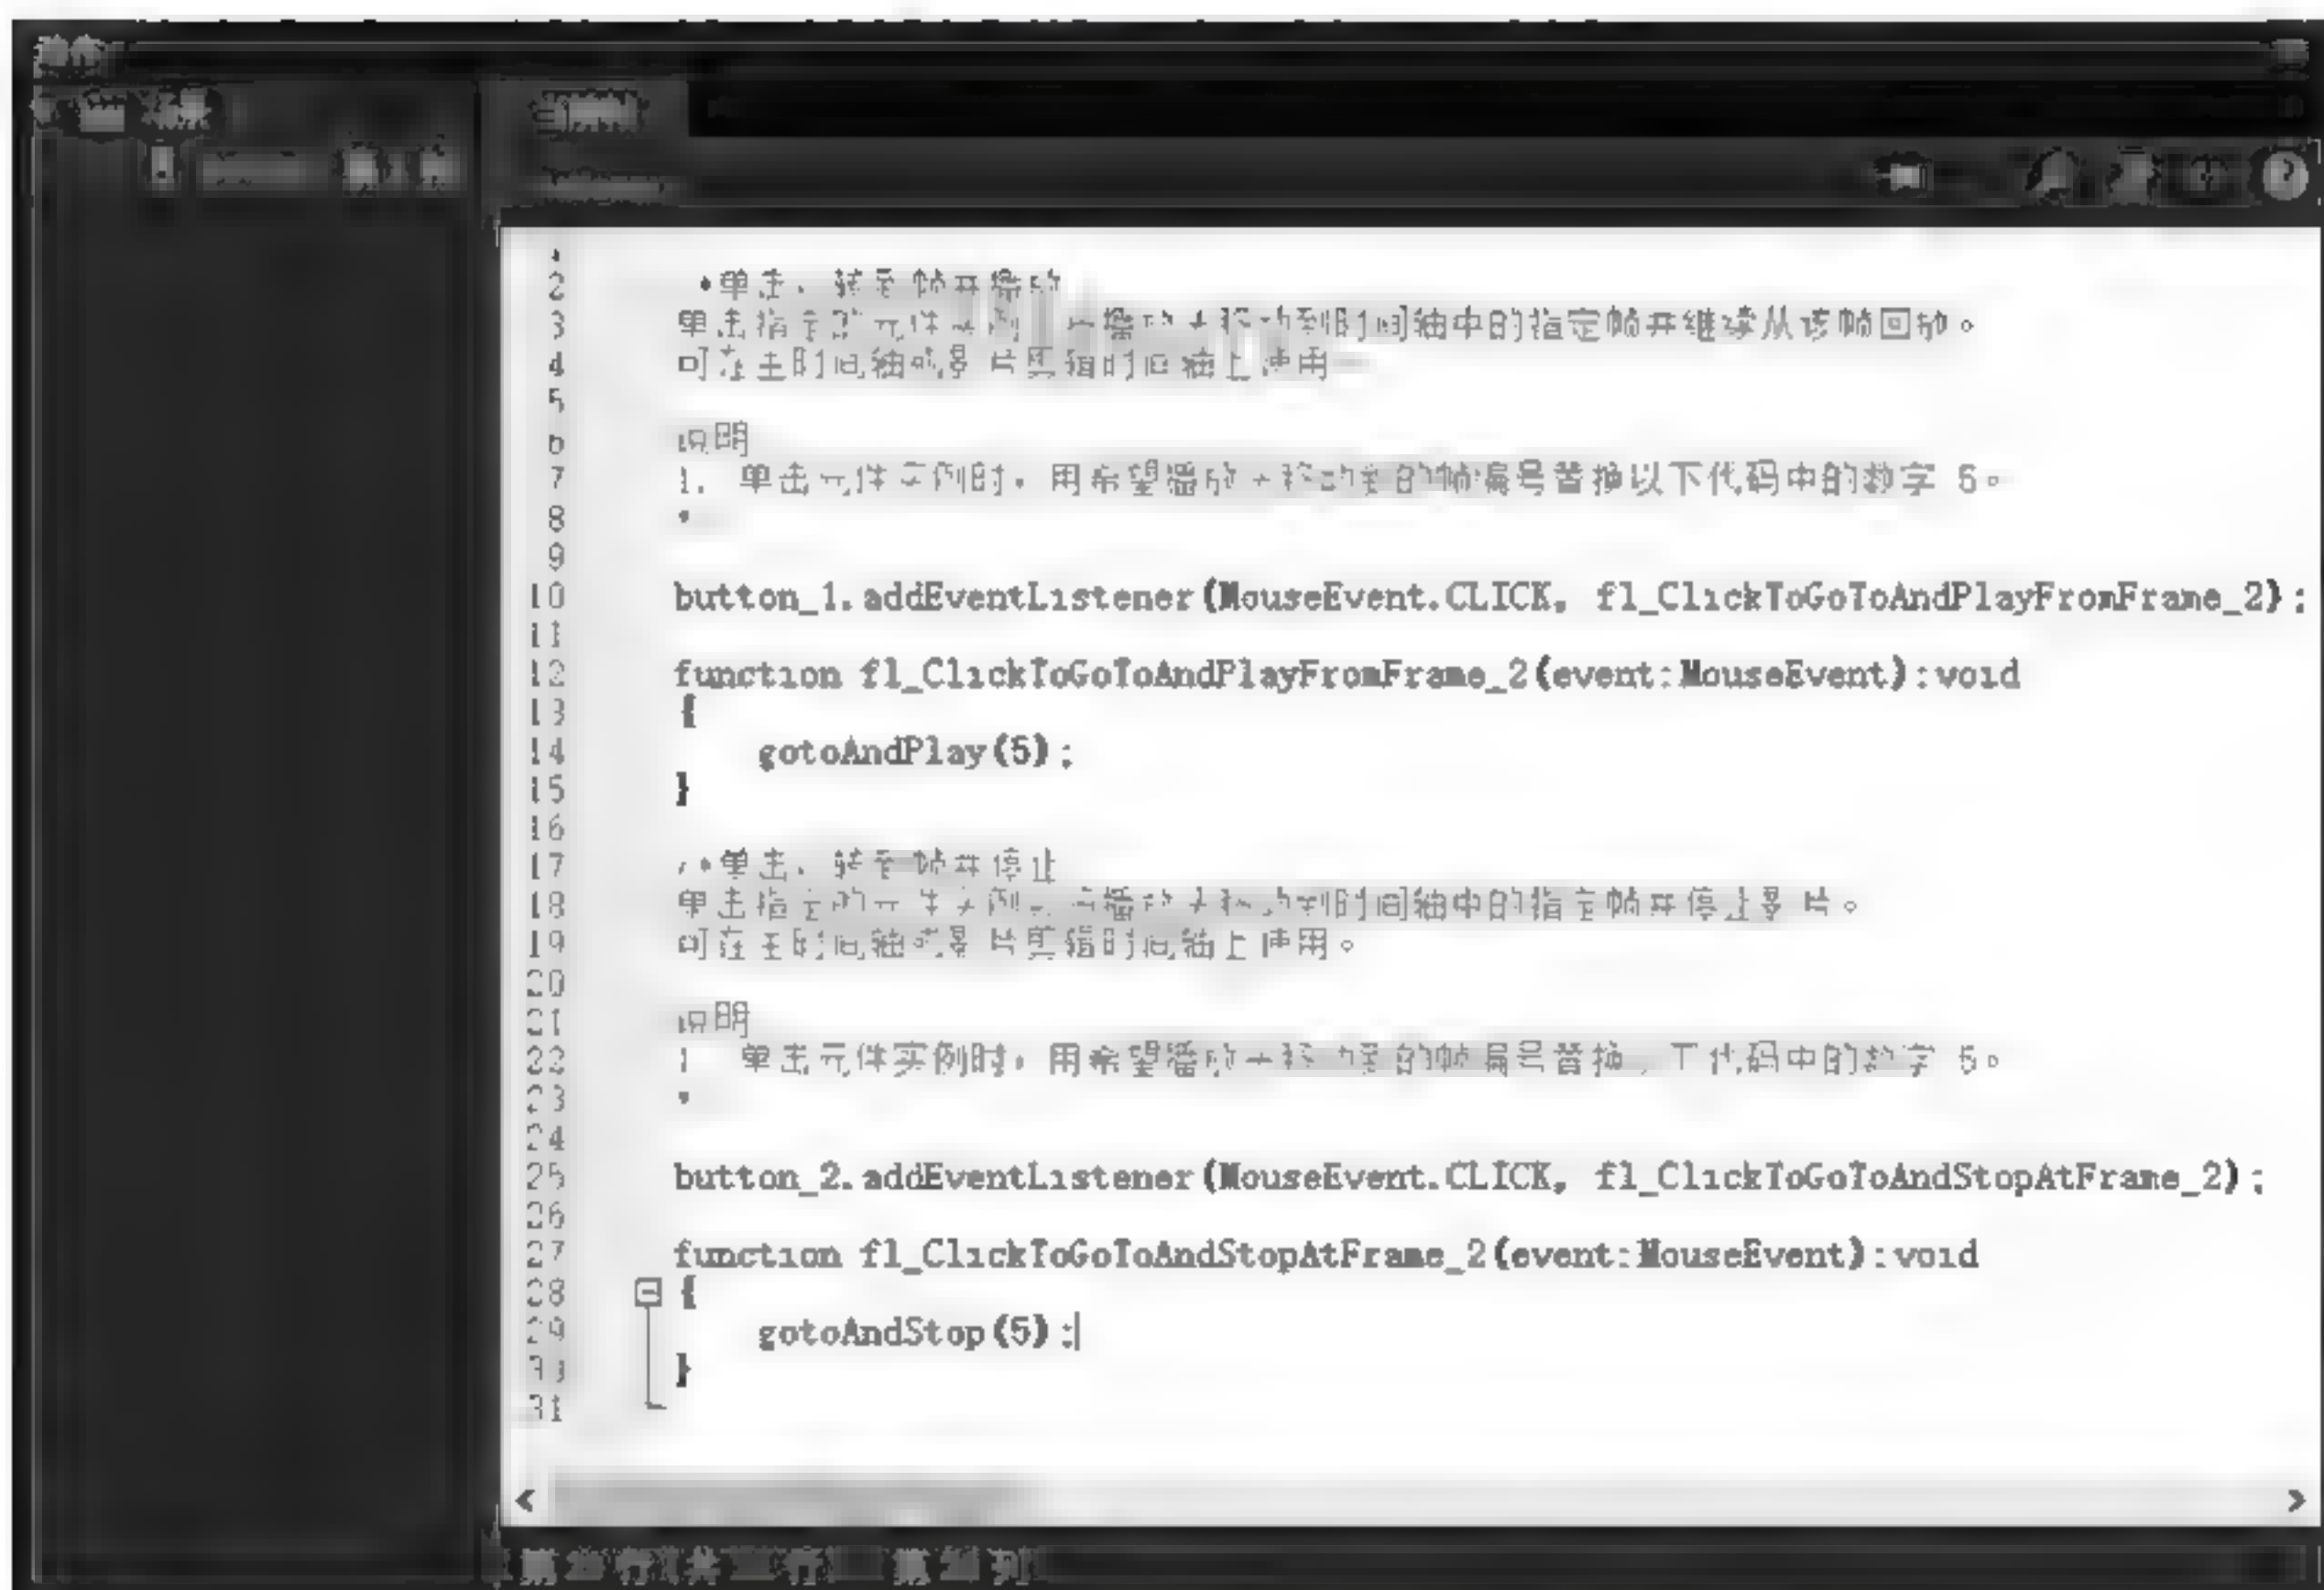 单击以转到帧并播放
单击指定的元件实例会将播放头移动到时间轴中的指定帧并继续从该帧回放。
可在主时间轴或影片剪辑时间轴上使用
说明
1. 单击元件实例时，用希望播放头移动到的帧编号替换以下代码中的数字 5。
button_1.addEventListener(MouseEvent.CLICK, fl_ClickToGoToAndPlayFromFrame_2);
function fl_ClickToGoToAndPlayFromFrame_2(event:MouseEvent):void
{
gotoAndPlay(5);
}
/*单击以转到帧并停止
单击指定的元件实例会将播放头移动到时间轴中的指定帧并停止影片。
可在主时间轴或影片剪辑时间轴上使用。
说明
1 单击元件实例时，用希望播放头移动到的帧编号替换以下代码中的数字 5。
button_2.addEventListener(MouseEvent.CLICK, fl_ClickToGoToAndStopAtFrame_2);
function fl_ClickToGoToAndStopAtFrame_2(event:MouseEvent):void
{
gotoAndStop(5);
}